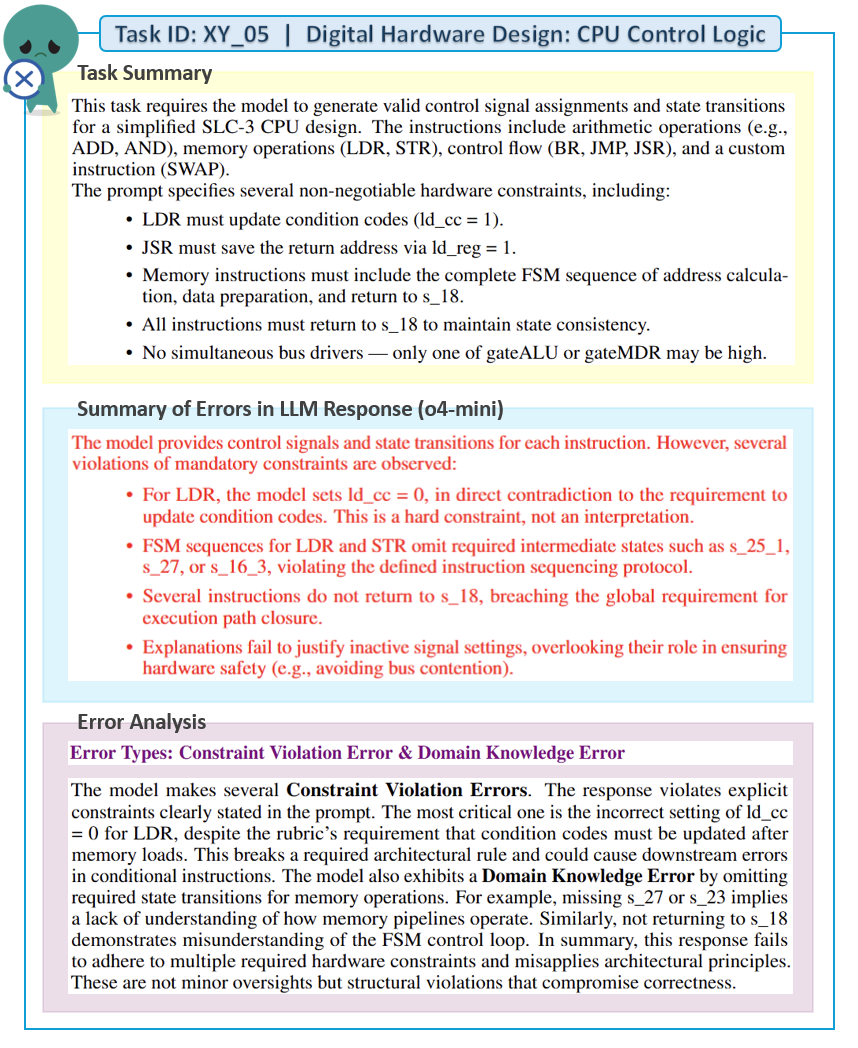 Task ID: XY_05 | Digital Hardware Design: CPU Control Logic
Task Summary
This task requires the model to generate valid control signal assignments and state transitions
for a simplified SLC-3 CPU design. The instructions include arithmetic operations (e.g.,
ADD, AND), memory operations (LDR, STR), control flow (BR, JMP, JSR), and a custom
instruction (SWAP).
The prompt specifies several non-negotiable hardware constraints, including:
• LDR must update condition codes (ld_cc = 1).
• JSR must save the return address via ld_reg = 1.
• Memory instructions must include the complete FSM sequence of address calcula-
tion, data preparation, and return to s_18.
• All instructions must return to s_18 to maintain state consistency.
• No simultaneous bus drivers — only one of gateALU or gateMDR may be high.
Summary of Errors in LLM Response (o4-mini)
The model provides control signals and state transitions for each instruction. However, several
violations of mandatory constraints are observed:
• For LDR, the model sets ld_cc = 0, in direct contradiction to the requirement to
update condition codes. This is a hard constraint, not an interpretation.
• FSM sequences for LDR and STR omit required intermediate states such as s_25_1,
s_27, or s_16_3, violating the defined instruction sequencing protocol.
• Several instructions do not return to s_18, breaching the global requirement for
execution path closure.
• Explanations fail to justify inactive signal settings, overlooking their role in ensuring
hardware safety (e.g., avoiding bus contention).
Error Analysis
Error Types: Constraint Violation Error & Domain Knowledge Error
The model makes several Constraint Violation Errors. The response violates explicit
constraints clearly stated in the prompt. The most critical one is the incorrect setting of ld_cc
= 0 for LDR, despite the rubric's requirement that condition codes must be updated after
memory loads. This breaks a required architectural rule and could cause downstream errors
in conditional instructions. The model also exhibits a Domain Knowledge Error by omitting
required state transitions for memory operations. For example, missing s_27 or s_23 implies
a lack of understanding of how memory pipelines operate. Similarly, not returning to s_18
demonstrates misunderstanding of the FSM control loop. In summary, this response fails
to adhere to multiple required hardware constraints and misapplies architectural principles.
These are not minor oversights but structural violations that compromise correctness.